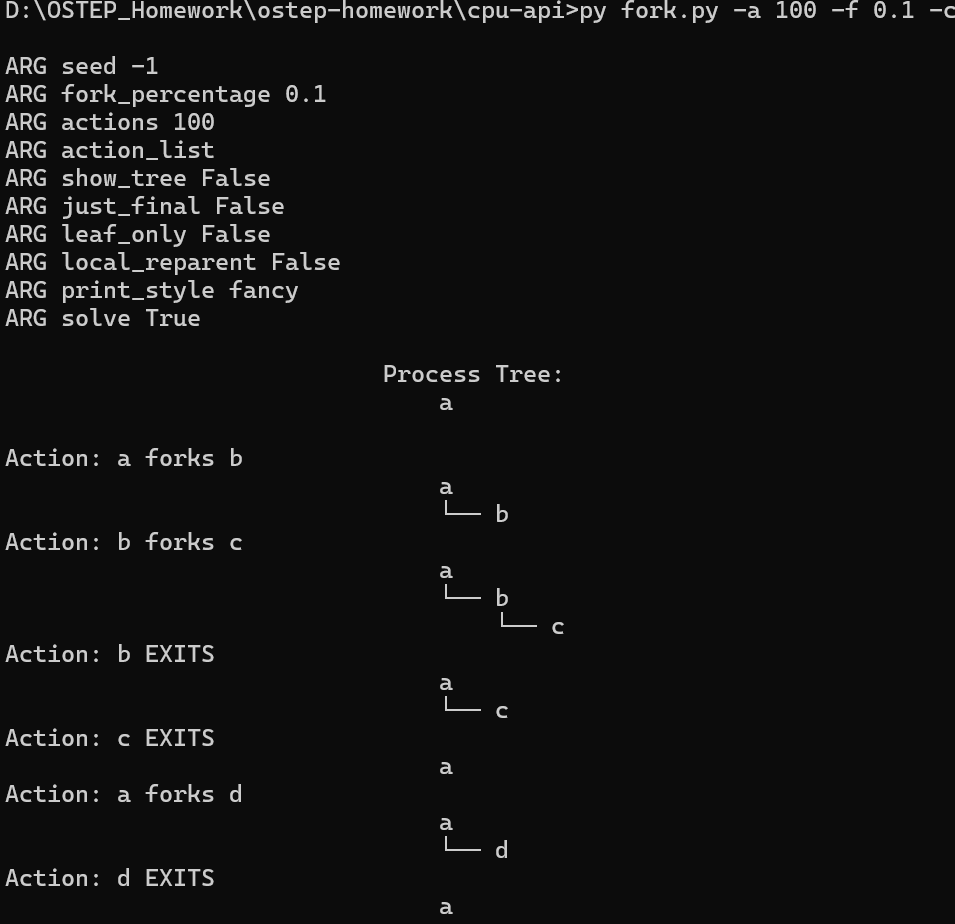 D:\OSTEP_Homework\ostep-homework\cpu-api>py fork.py -a 100 -f 0.1 -c
ARG seed -1
ARG fork_percentage 0.1
ARG actions 100
ARG action_list
ARG show_tree False
ARG just_final False
ARG leaf_only False
ARG local_reparent False
ARG print_style fancy
ARG solve True
Process Tree:
a
Action: a forks b
a
└── b
Action: b forks c
a
└── b
└── c
Action: b EXITS
a
└── c
Action: c EXITS
a
Action: a forks d
a
└── d
Action: d EXITS
a